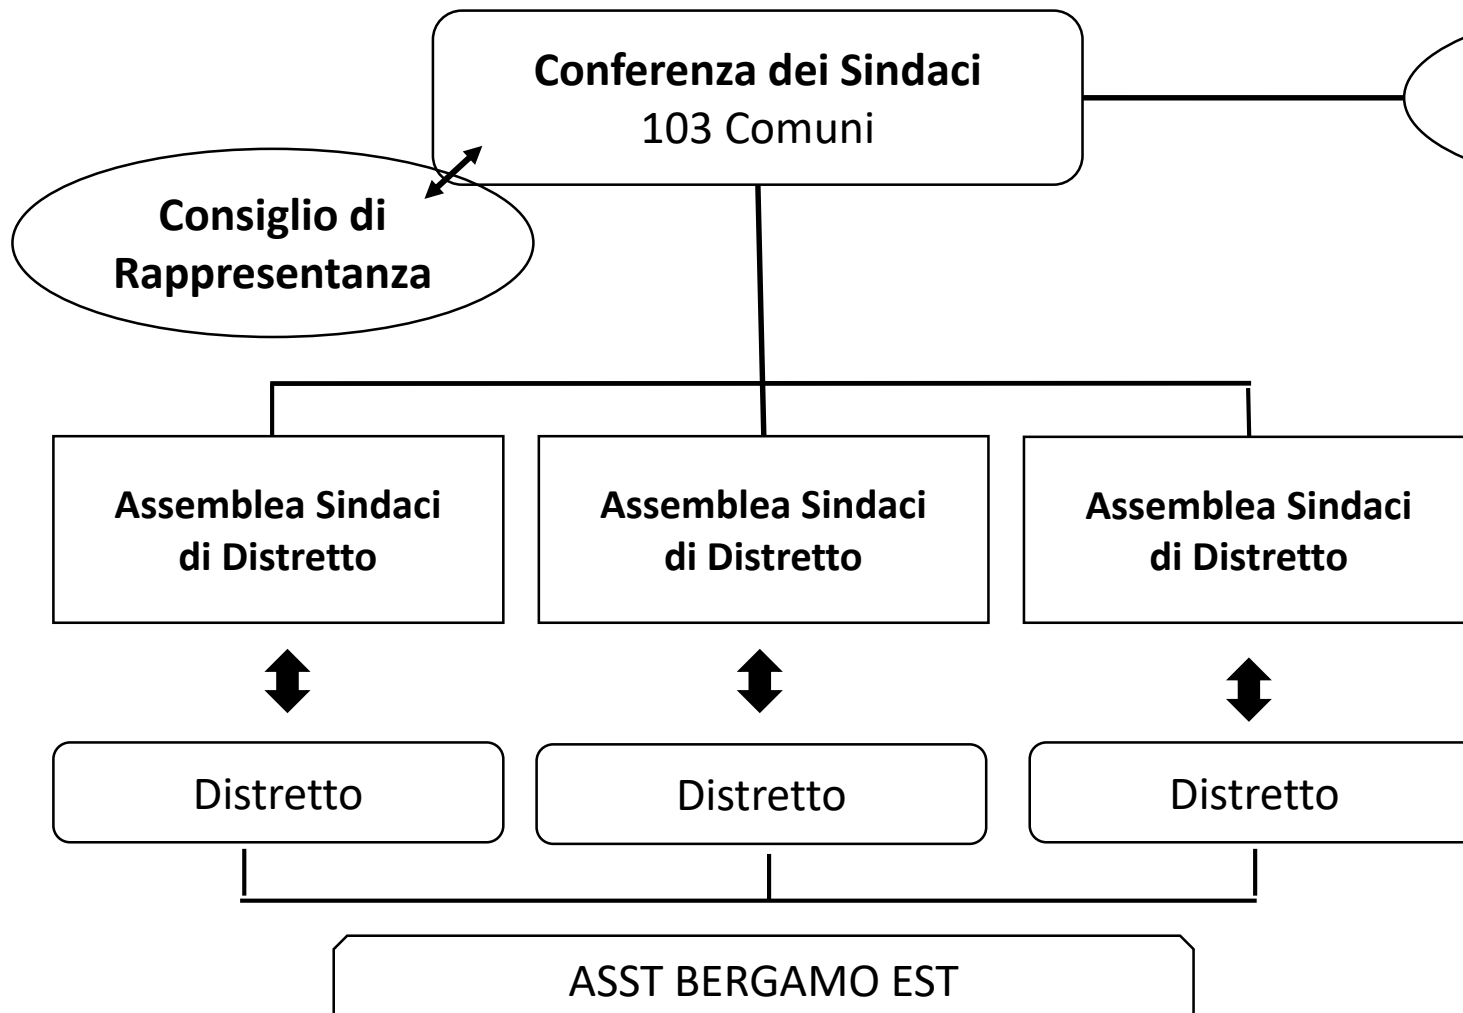 Conferenza dei Sindaci
103 Comuni
Consiglio di
Rappresentanza
Assemblea Sindaci
di Distretto
Assemblea Sindaci
di Distretto
Assemblea Sindaci
di Distretto
Distretto
Distretto
Distretto
ASST BERGAMO EST